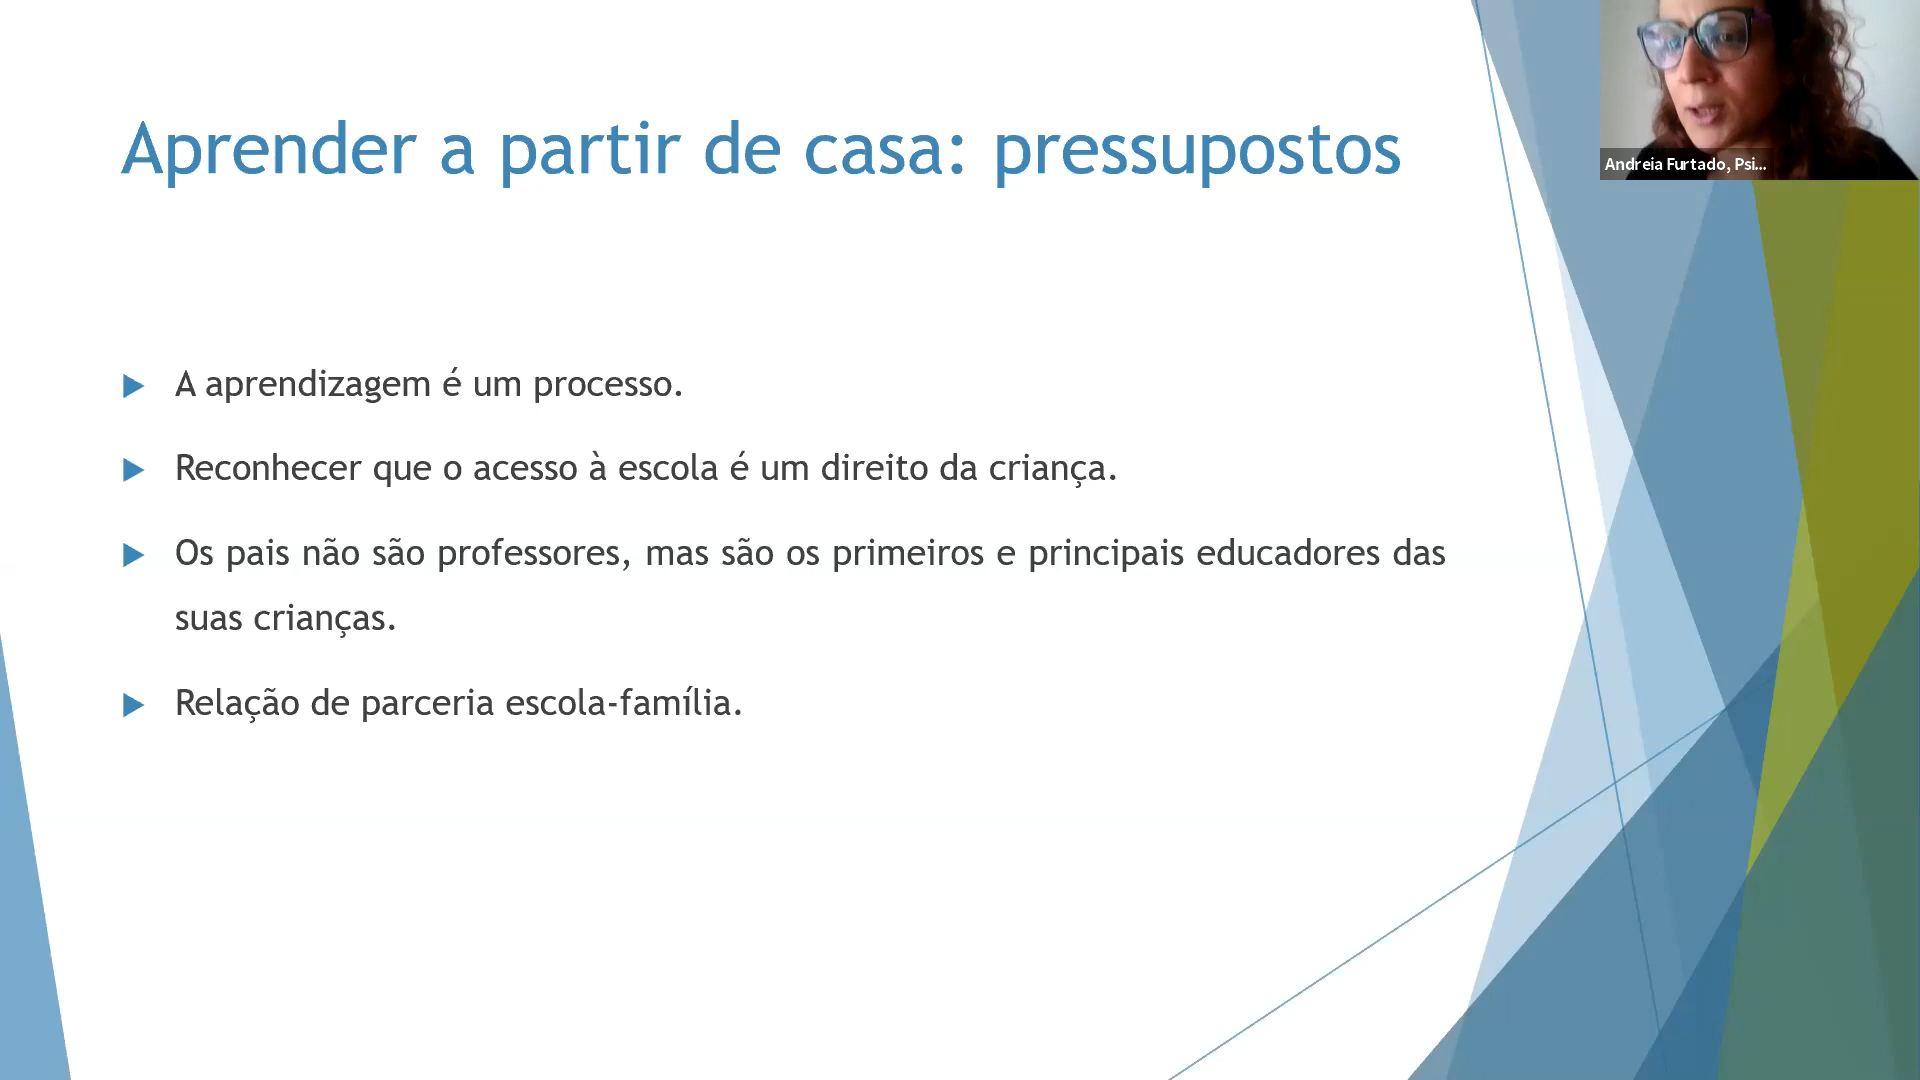 Aprender a partir de casa: pressupostos
Andreia Furtado, Psi...
A aprendizagem é um processo.
Reconhecer que o acesso à escola é um direito da criança.
Os pais não são professores, mas são os primeiros e principais educadores das
suas crianças.
Relação de parceria escola-família.